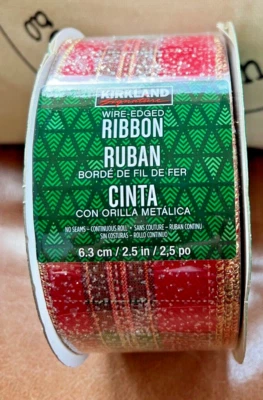 KIRKLAND
Signature
WIRE-EDGED
RIBBON
RUBAN
BORDÉ DE FIL DE FER
CINTA
CON ORILLA METÁLICA
NO SEAMS – CONTINUOUS ROLL • SANS COUTURE – RUBAN CONTINU
SIN COSTURAS – ROLLO CONTINUO
6.3 cm / 2.5 in / 2,5 po